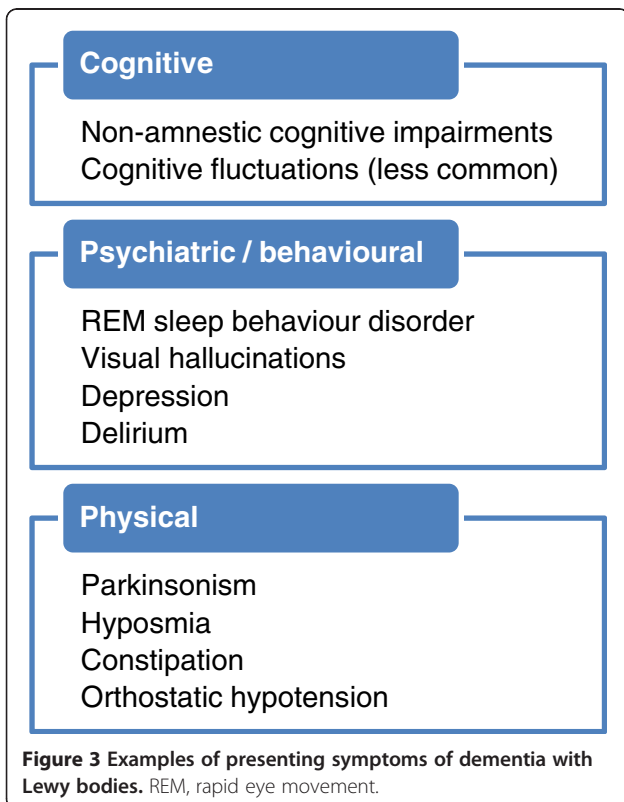 Cognitive
Non-amnestic cognitive impairments
Cognitive fluctuations (less common)
Psychiatric / behavioural
REM sleep behaviour disorder
Visual hallucinations
Depression
Delirium
Physical
Parkinsonism
Hyposmia
Constipation
Orthostatic hypotension
Figure 3 Examples of presenting symptoms of dementia with
Lewy bodies. REM, rapid eye movement.